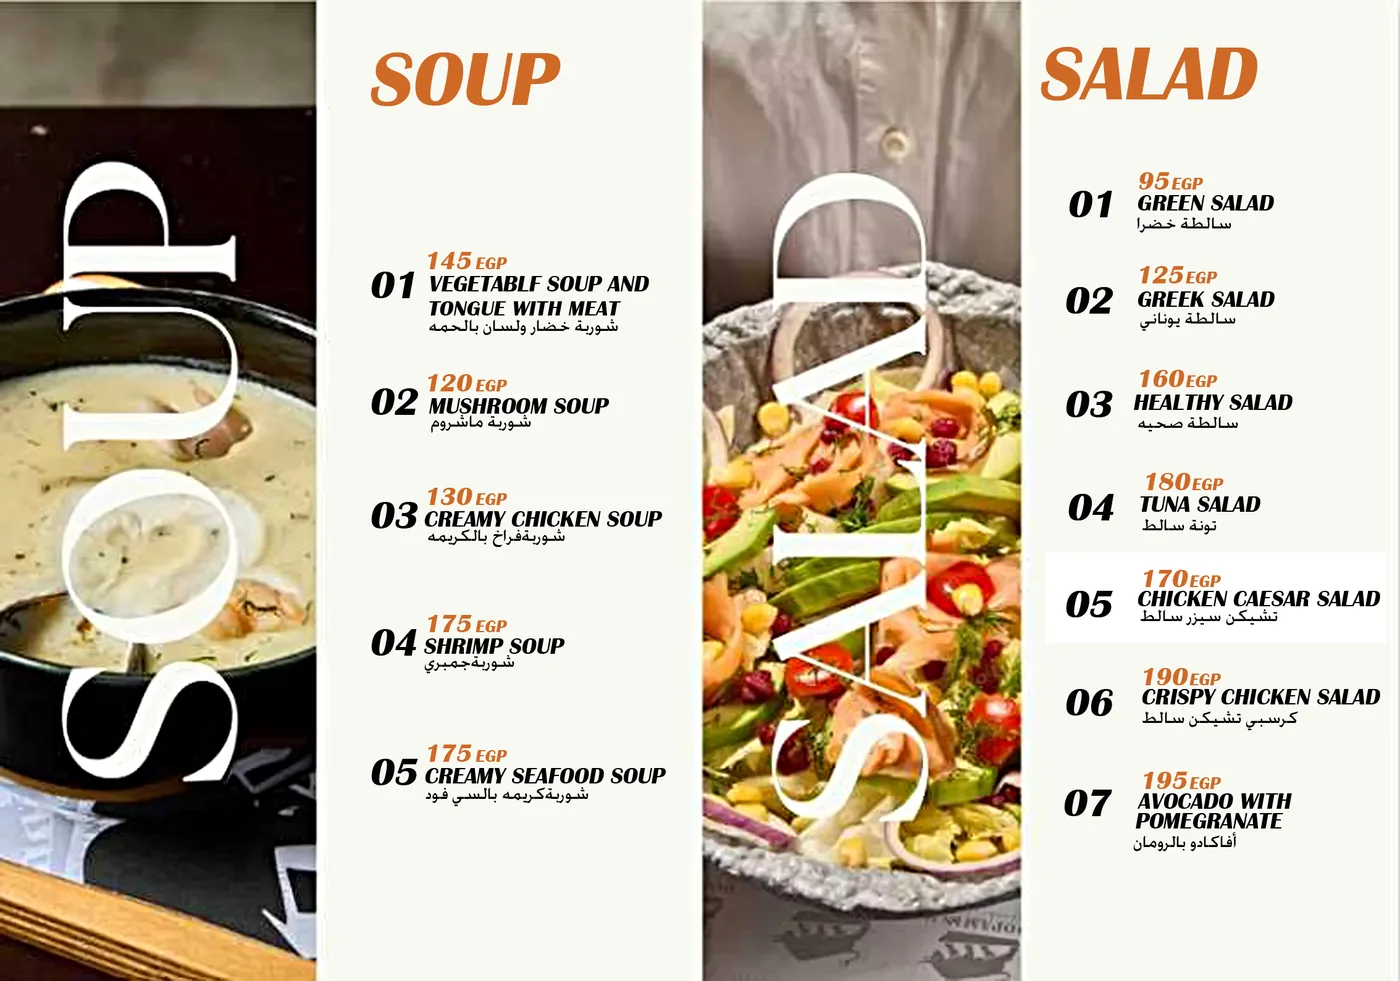 SOUP
SOUP
01
145 EGP
VEGETABLF SOUP AND
TONGUE WITH MEAT
شوربة خضار ولسان بالحمه
02
120 EGP
MUSHROOM SOUP
شوربة ماشروم
03
130 EGP
CREAMY CHICKEN SOUP
شوربةفراخ بالكريمه
04
175 EGP
SHRIMP SOUP
شوربةجمبري
05
175 EGP
CREAMY SEAFOOD SOUP
شوربةكريمه بالسي فود
SALAD
SALAD
01
95 EGP
GREEN SALAD
سالطة خضرا
02
125 EGP
GREEK SALAD
سالطة يوناني
03
160 EGP
HEALTHY SALAD
سالطة صحيه
04
180 EGP
TUNA SALAD
تونة سالط
05
170 EGP
CHICKEN CAESAR SALAD
تشيكن سيزر سالط
06
190 EGP
CRISPY CHICKEN SALAD
كرسبي تشيكن سالط
07
195 EGP
AVOCADO WITH
POMEGRANATE
أفاكادو بالرومان